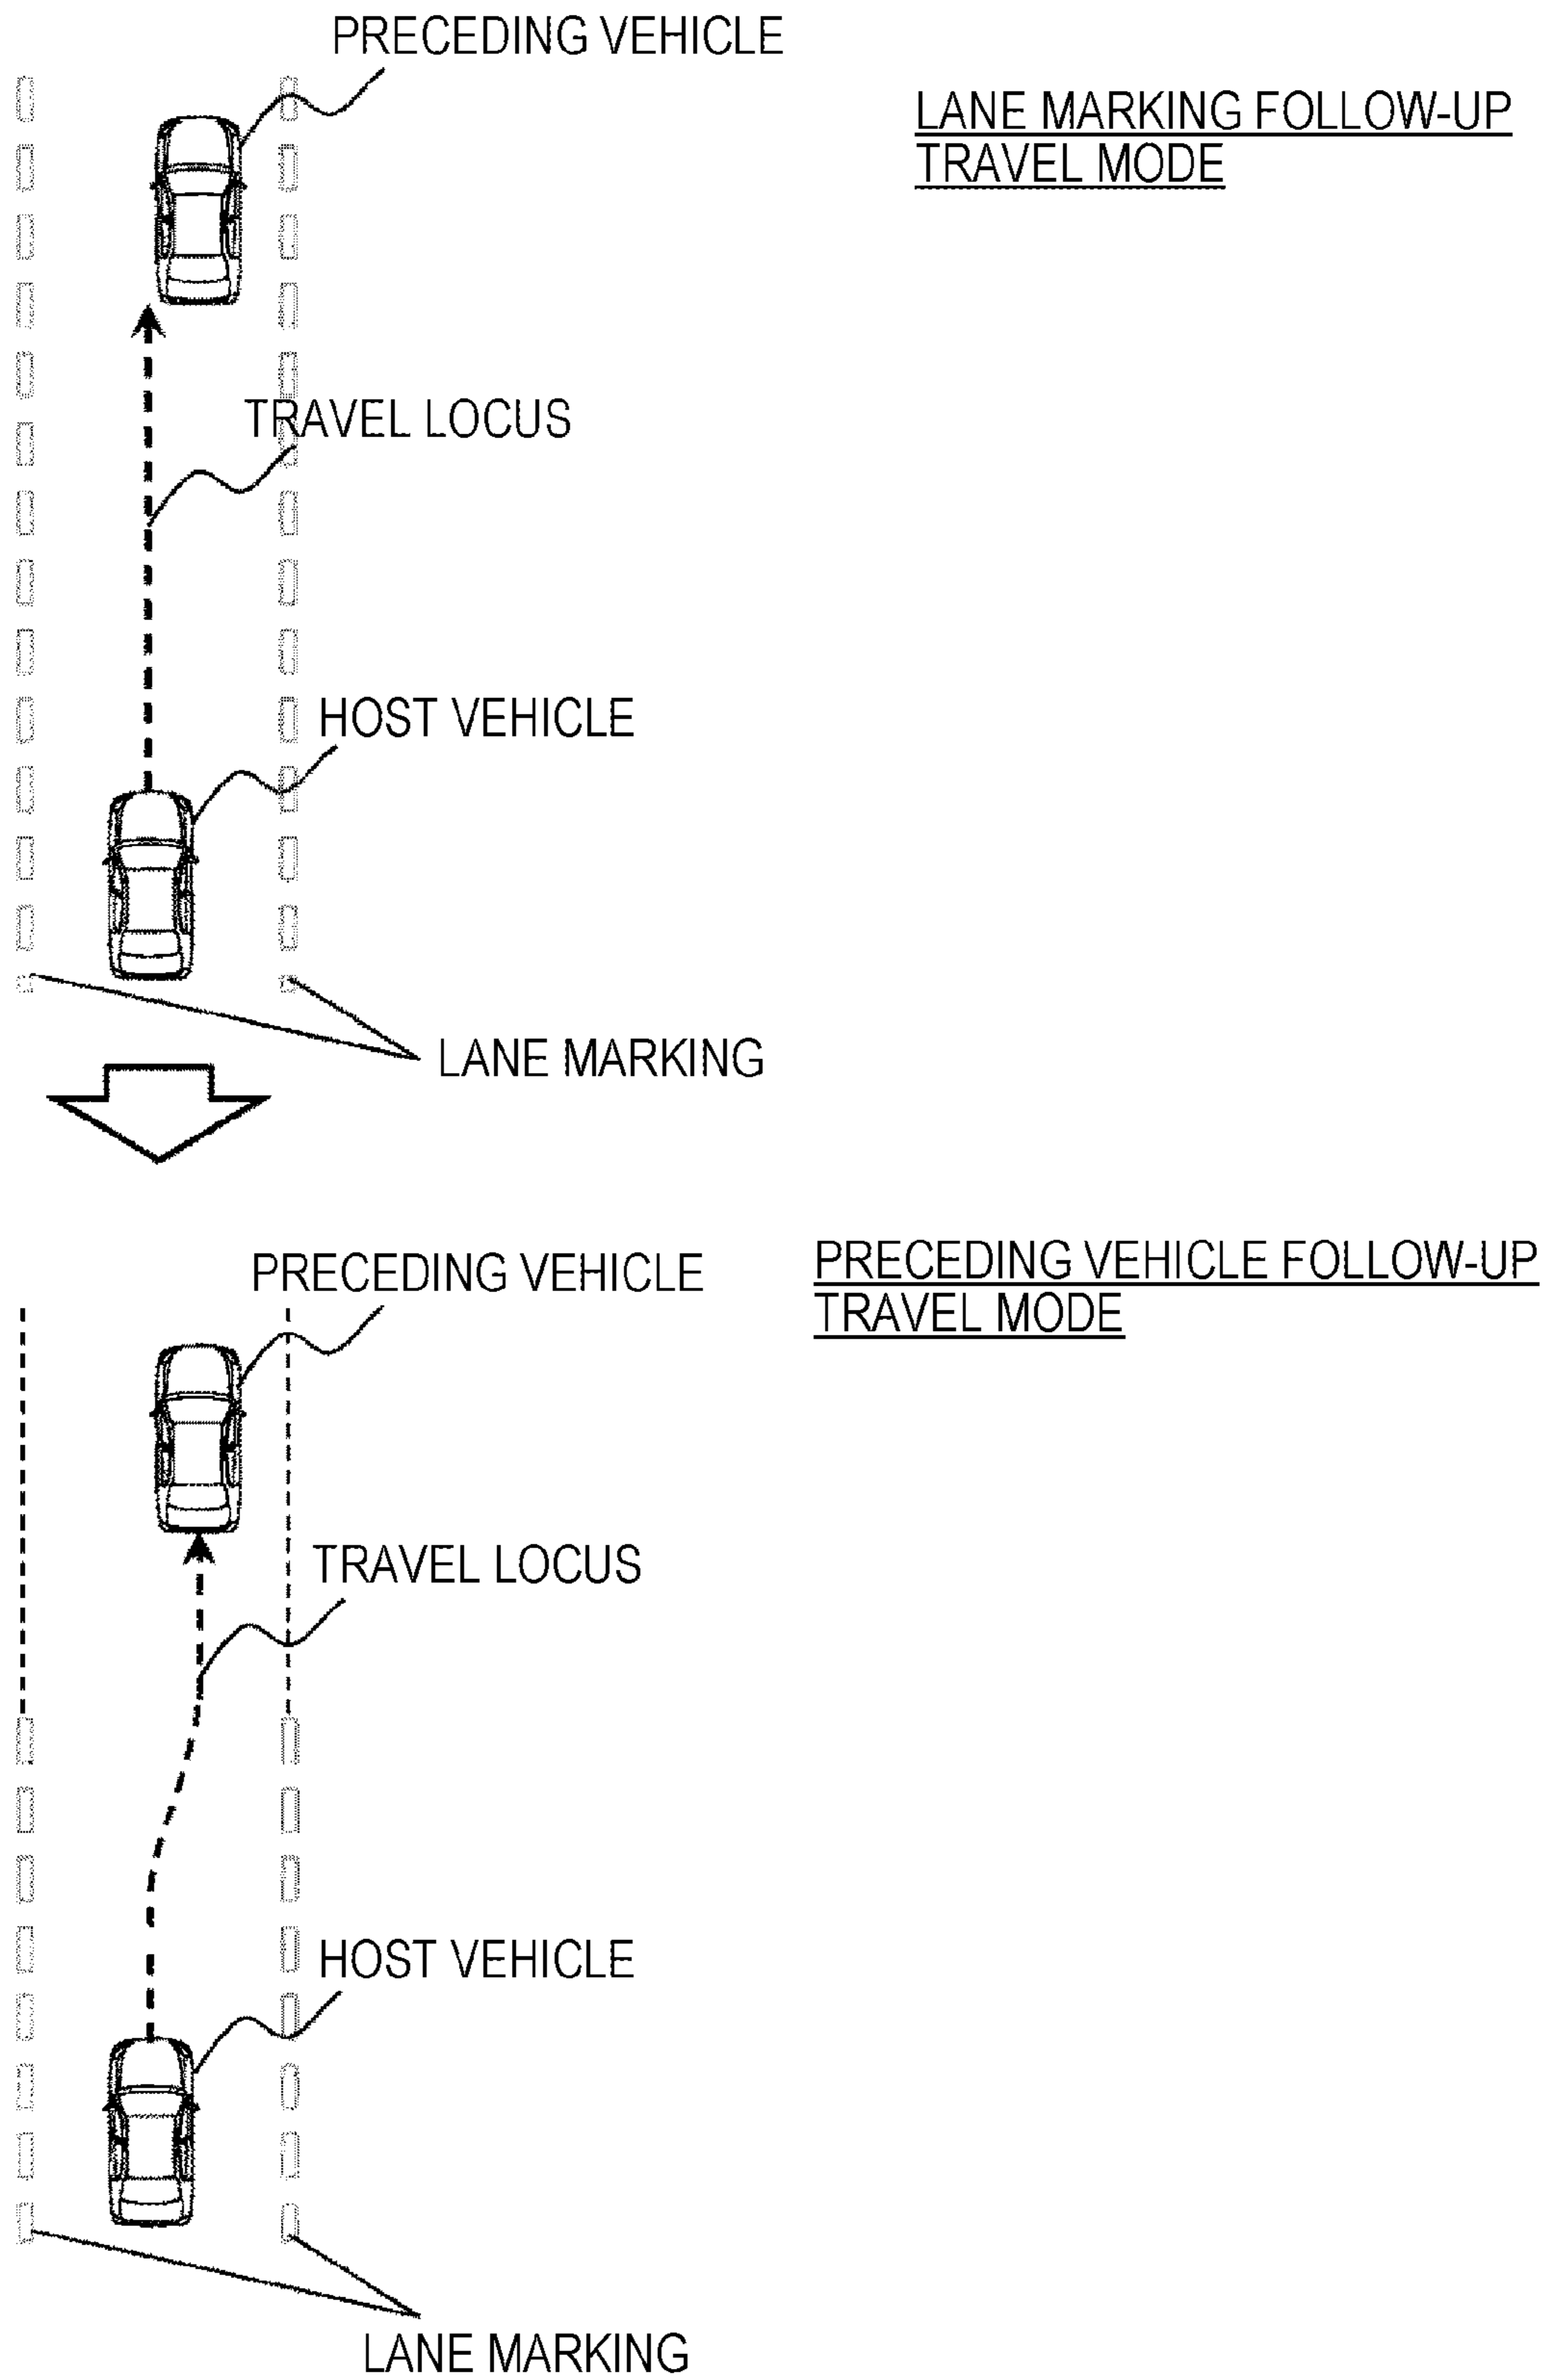 PRECEDING VEHICLE
LANE MARKING FOLLOW-UP
TRAVEL MODE
TRAVEL LOCUS
HOST VEHICLE
LANE MARKING
PRECEDING VEHICLE
PRECEDING VEHICLE FOLLOW-UP
TRAVEL MODE
TRAVEL LOCUS
HOST VEHICLE
LANE MARKING